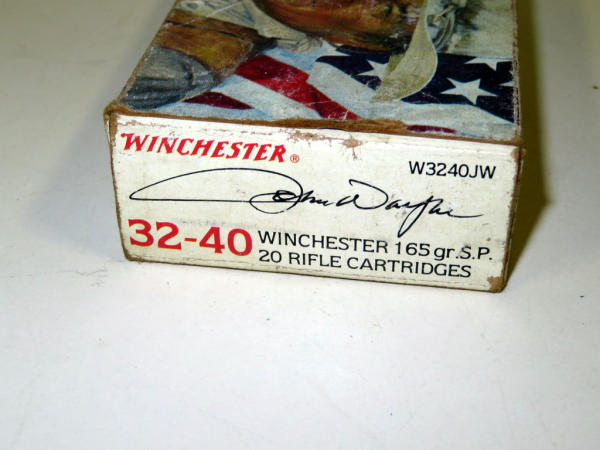 WINCHESTER®
W3240JW
John Wayne
32-40 WINCHESTER 165 gr.S.P.
20 RIFLE CARTRIDGES